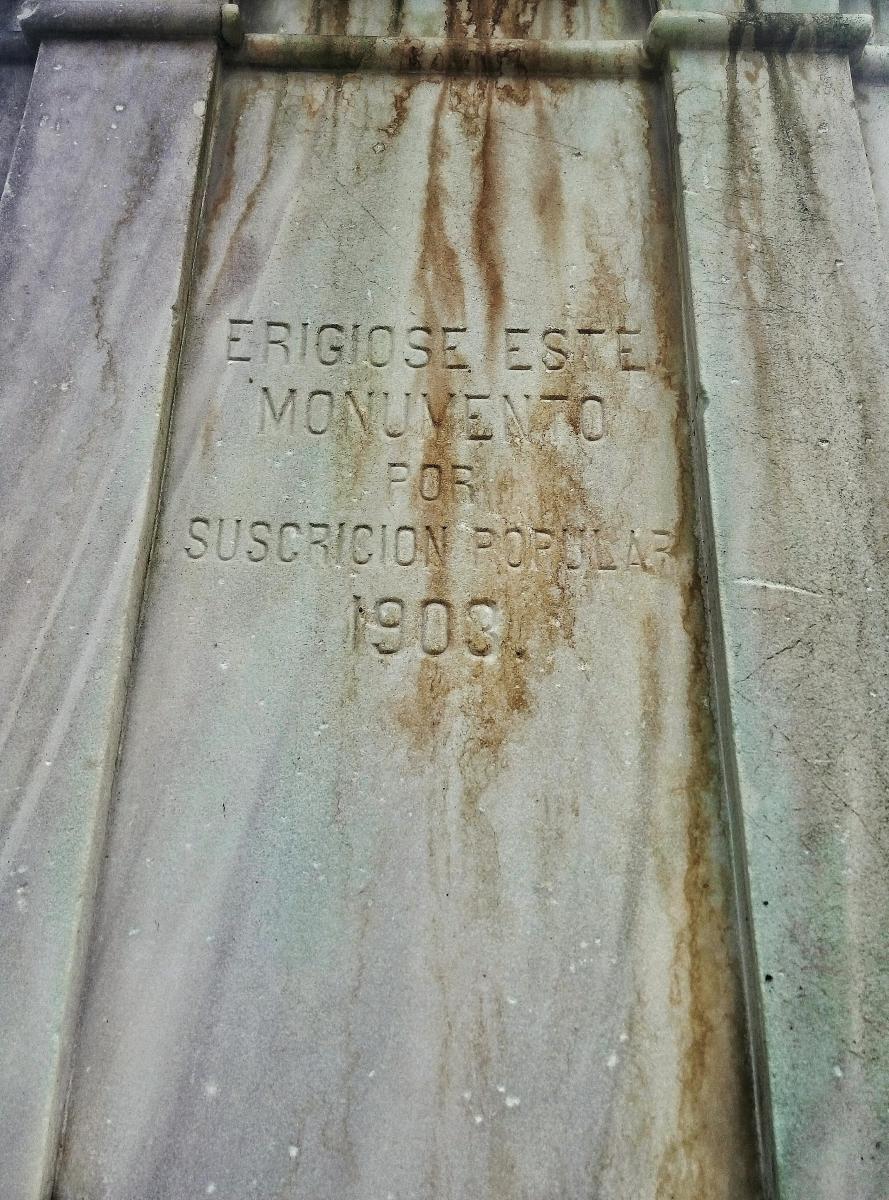 ERIGIOSE ESTE
MONUMENTO
POR
SUSCRICION POPULAR
1903